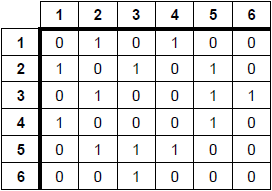 1 2 3 4 5 6
1 0 1 0 1 0 0
2 1 0 1 0 1 0
3 0 1 0 0 1 1
4 1 0 0 0 1 0
5 0 1 1 1 0 0
6 0 0 1 0 0 0